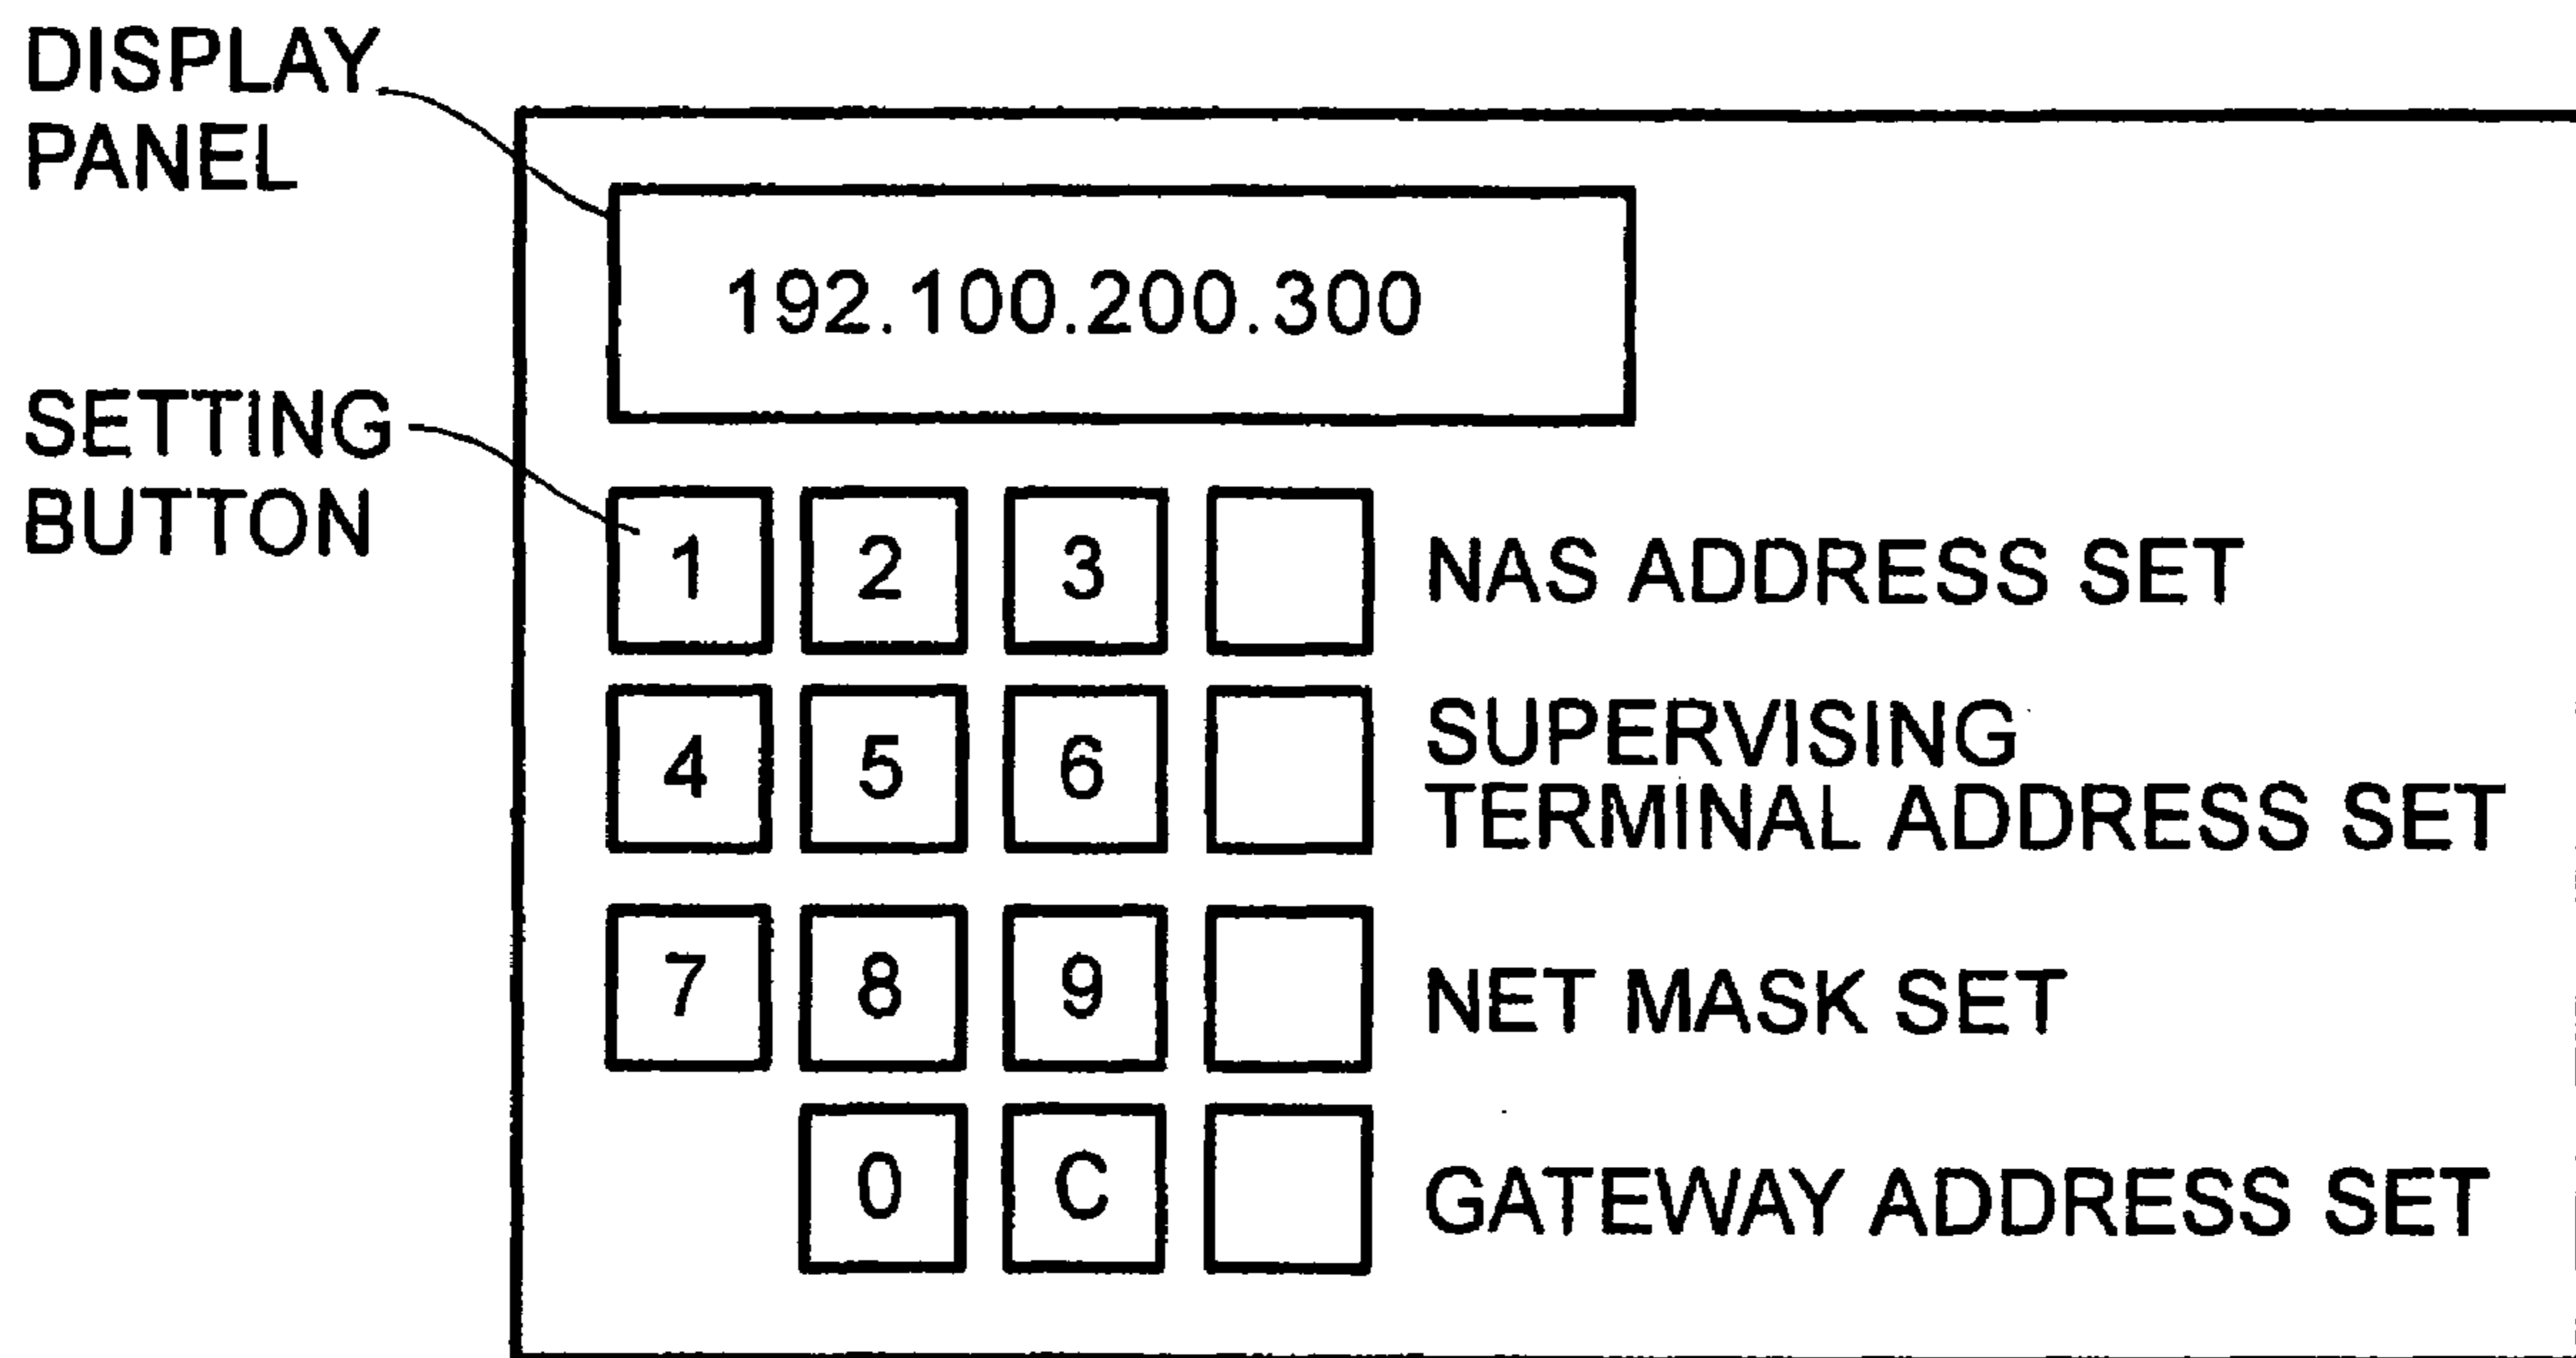 DISPLAY
PANEL
192.100.200.300
SETTING
BUTTON
1 2 3 NAS ADDRESS SET
4 5 6 SUPERVISING
TERMINAL ADDRESS SET
7 8 9 NET MASK SET
0 C GATEWAY ADDRESS SET